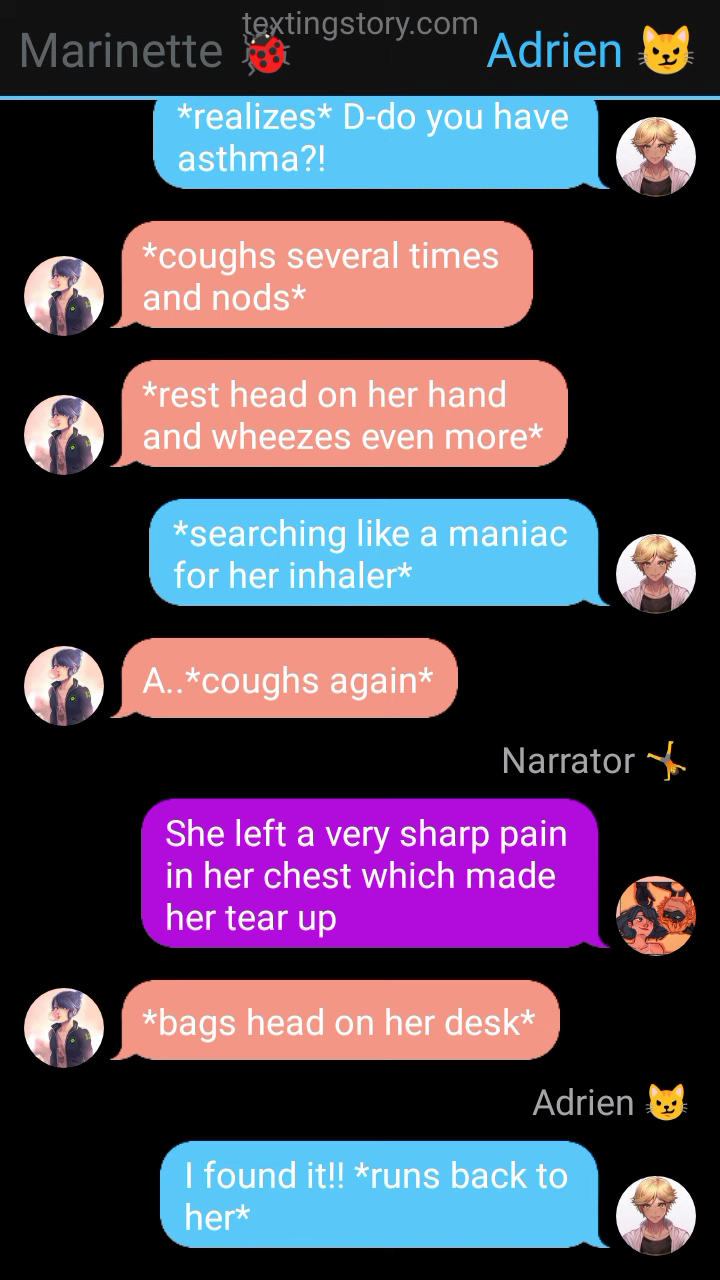 textingstory.com
Marinette 🐞 Adrien 😼
*realizes* D-do you have
asthma?!
*coughs several times
and nods*
*rest head on her hand
and wheezes even more*
*searching like a maniac
for her inhaler*
A..*coughs again*
Narrator 🤸
She left a very sharp pain
in her chest which made
her tear up
*bags head on her desk*
Adrien 😼
I found it!! *runs back to
her*